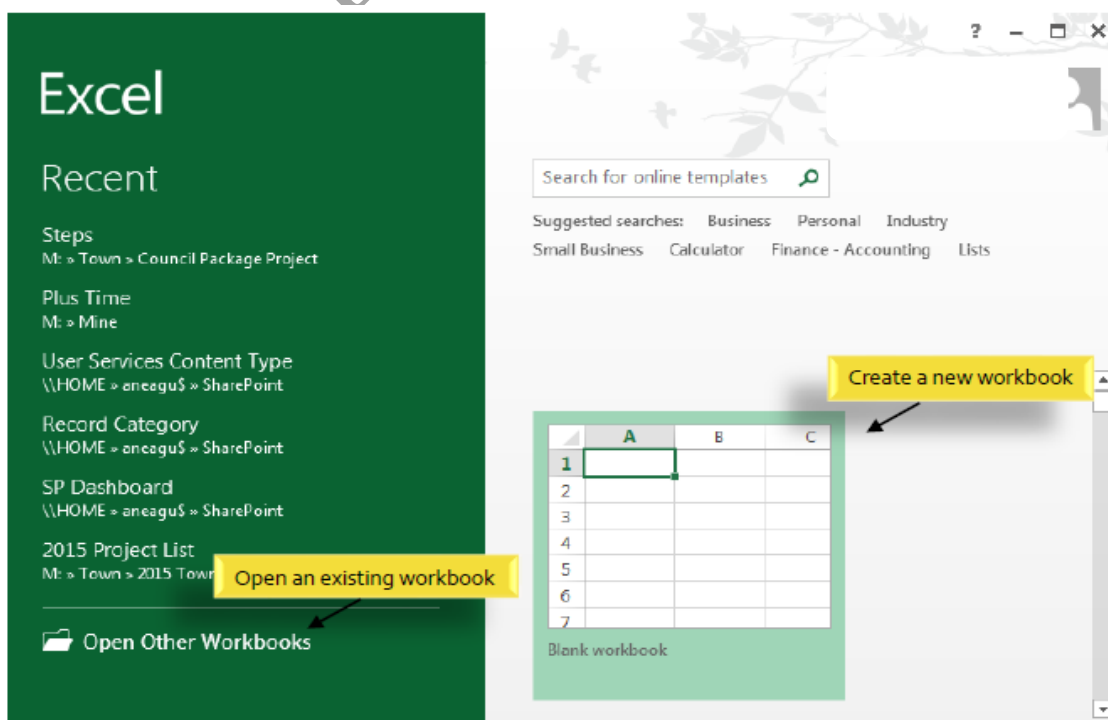 ?
Excel
Recent
Steps
M: » Town » Council Package Project
Plus Time
M: » Mine
User Services Content Type
\\HOME » aneagu$ » SharePoint
Record Category
\\HOME » aneagu$ » SharePoint
SP Dashboard
\\HOME » aneagu$ » SharePoint
2015 Project List
M: » Town » 2015 Town
Open an existing workbook
Open Other Workbooks
Search for online templates
Suggested searches: Business Personal Industry
Small Business Calculator Finance - Accounting Lists
Create a new workbook
A B C
1
2
3
4
5
6
7
Blank workbook